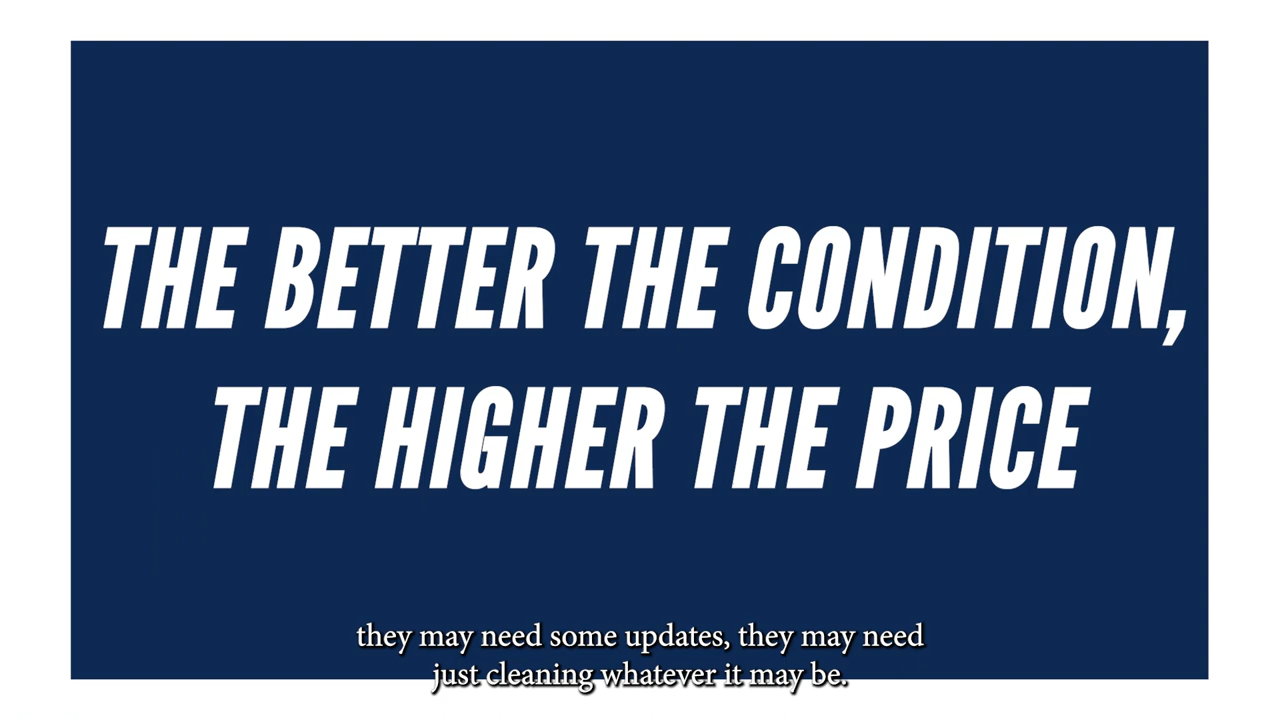 THE BETTER THE CONDITION,
THE HIGHER THE PRICE
they may need some updates, they may need
just cleaning whatever it may be.